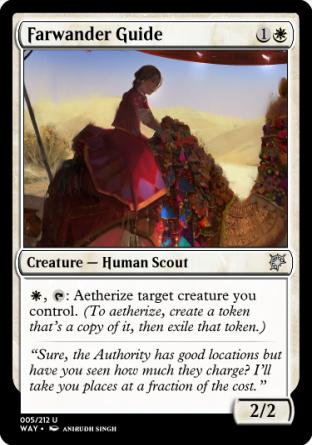 Farwander Guide 1
Creature — Human Scout
, : Aetherize target creature you
control. (To aetherize, create a token
that’s a copy of it, then exile that token.)
“Sure, the Authority has good locations but
have you seen how much they charge? I’ll
take you places at a fraction of the cost.”
2/2
005/212 U
WAY • ANIRUDH SINGH